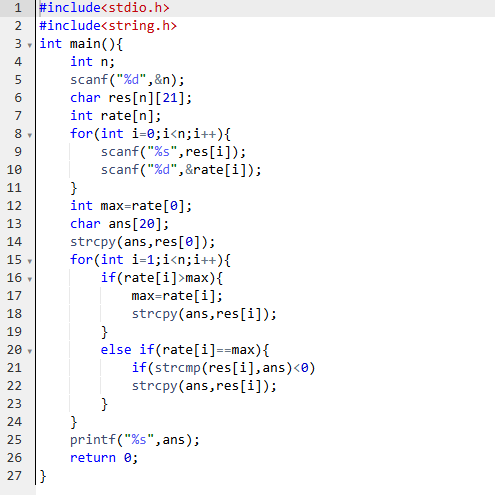 1 #include<stdio.h>
2 #include<string.h>
3 int main(){
4     int n;
5     scanf("%d",&n);
6     char res[n][21];
7     int rate[n];
8     for(int i=0;i<n;i++){
9         scanf("%s",res[i]);
10         scanf("%d",&rate[i]);
11     }
12     int max=rate[0];
13     char ans[20];
14     strcpy(ans,res[0]);
15     for(int i=1;i<n;i++){
16         if(rate[i]>max){
17             max=rate[i];
18             strcpy(ans,res[i]);
19         }
20         else if(rate[i]==max){
21             if(strcmp(res[i],ans)<0)
22             strcpy(ans,res[i]);
23         }
24     }
25     printf("%s",ans);
26     return 0;
27 }